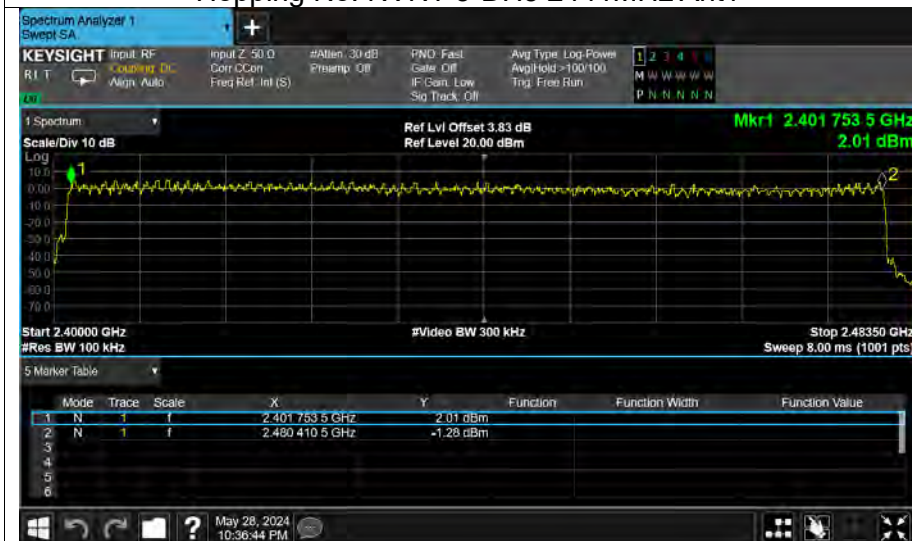 Spectrum Analyzer 1
Swept SA
+
KEYSIGHT Input: RF Input Z: 50 Ω #Atten: 30 dB PNO: Fast Avg Type: Log-Power 1 2 3 4 5 6
RLT Coupling: DC Corr CCorr Preamp: Off Gate: Off Avg|Hold: >100/100 M W W W W W
Align: Auto Freq Ref: Int (S) IF Gain: Low Trig: Free Run P N N N N N
Sig Track: Off
1 Spectrum Ref Lvl Offset 3.83 dB Mkr1 2.401 753 5 GHz
Scale/Div 10 dB Ref Level 20.00 dBm 2.01 dBm
Log
10.0
0.00
-10.0
-20.0
-30.0
-40.0
-50.0
-60.0
-70.0
1
2
Start 2.40000 GHz #Video BW 300 kHz Stop 2.48350 GHz
#Res BW 100 kHz Sweep 8.00 ms (1001 pts)
5 Marker Table
Mode Trace Scale X Y Function Function Width Function Value
1 N 1 f 2.401 753 5 GHz 2.01 dBm
2 N 1 f 2.480 410 5 GHz -1.28 dBm
3
4
5
6
? May 28, 2024
10:36:44 PM